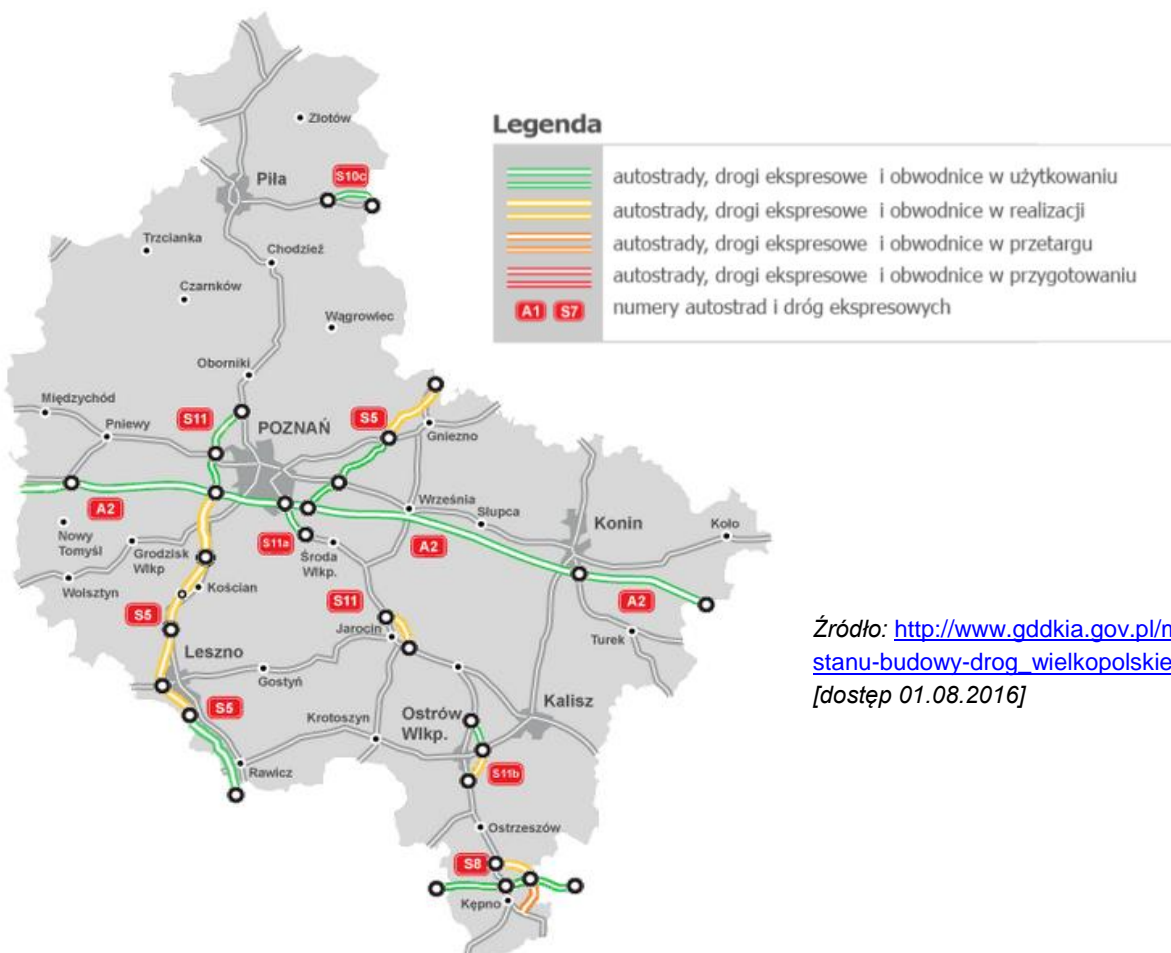 Złotów
Piła
S10c
Trzcianka
Chodzież
Czarnków
Wągrowiec
Oborniki
Międzychód
Pniewy
S11
POZNAŃ
S5
Gniezno
A2
Września
Słupca
Konin
Koło
Nowy
Tomyśl
Grodzisk
Wlkp
S11a
Środa
Wlkp.
A2
Wolsztyn
Kościan
S11
A2
S5
Jarocin
Turek
Leszno
Gostyń
Kalisz
S5
Krotoszyn
Ostrów
Wlkp.
Rawicz
S11b
Ostrzeszów
S8
Kępno
Legenda
autostrady, drogi ekspresowe i obwodnice w użytkowaniu
autostrady, drogi ekspresowe i obwodnice w realizacji
autostrady, drogi ekspresowe i obwodnice w przetargu
autostrady, drogi ekspresowe i obwodnice w przygotowaniu
A1 S7 numery autostrad i dróg ekspresowych
Źródło: http://www.gddkia.gov.pl/m
stanu-budowy-drog_wielkopolskie
[dostęp 01.08.2016]